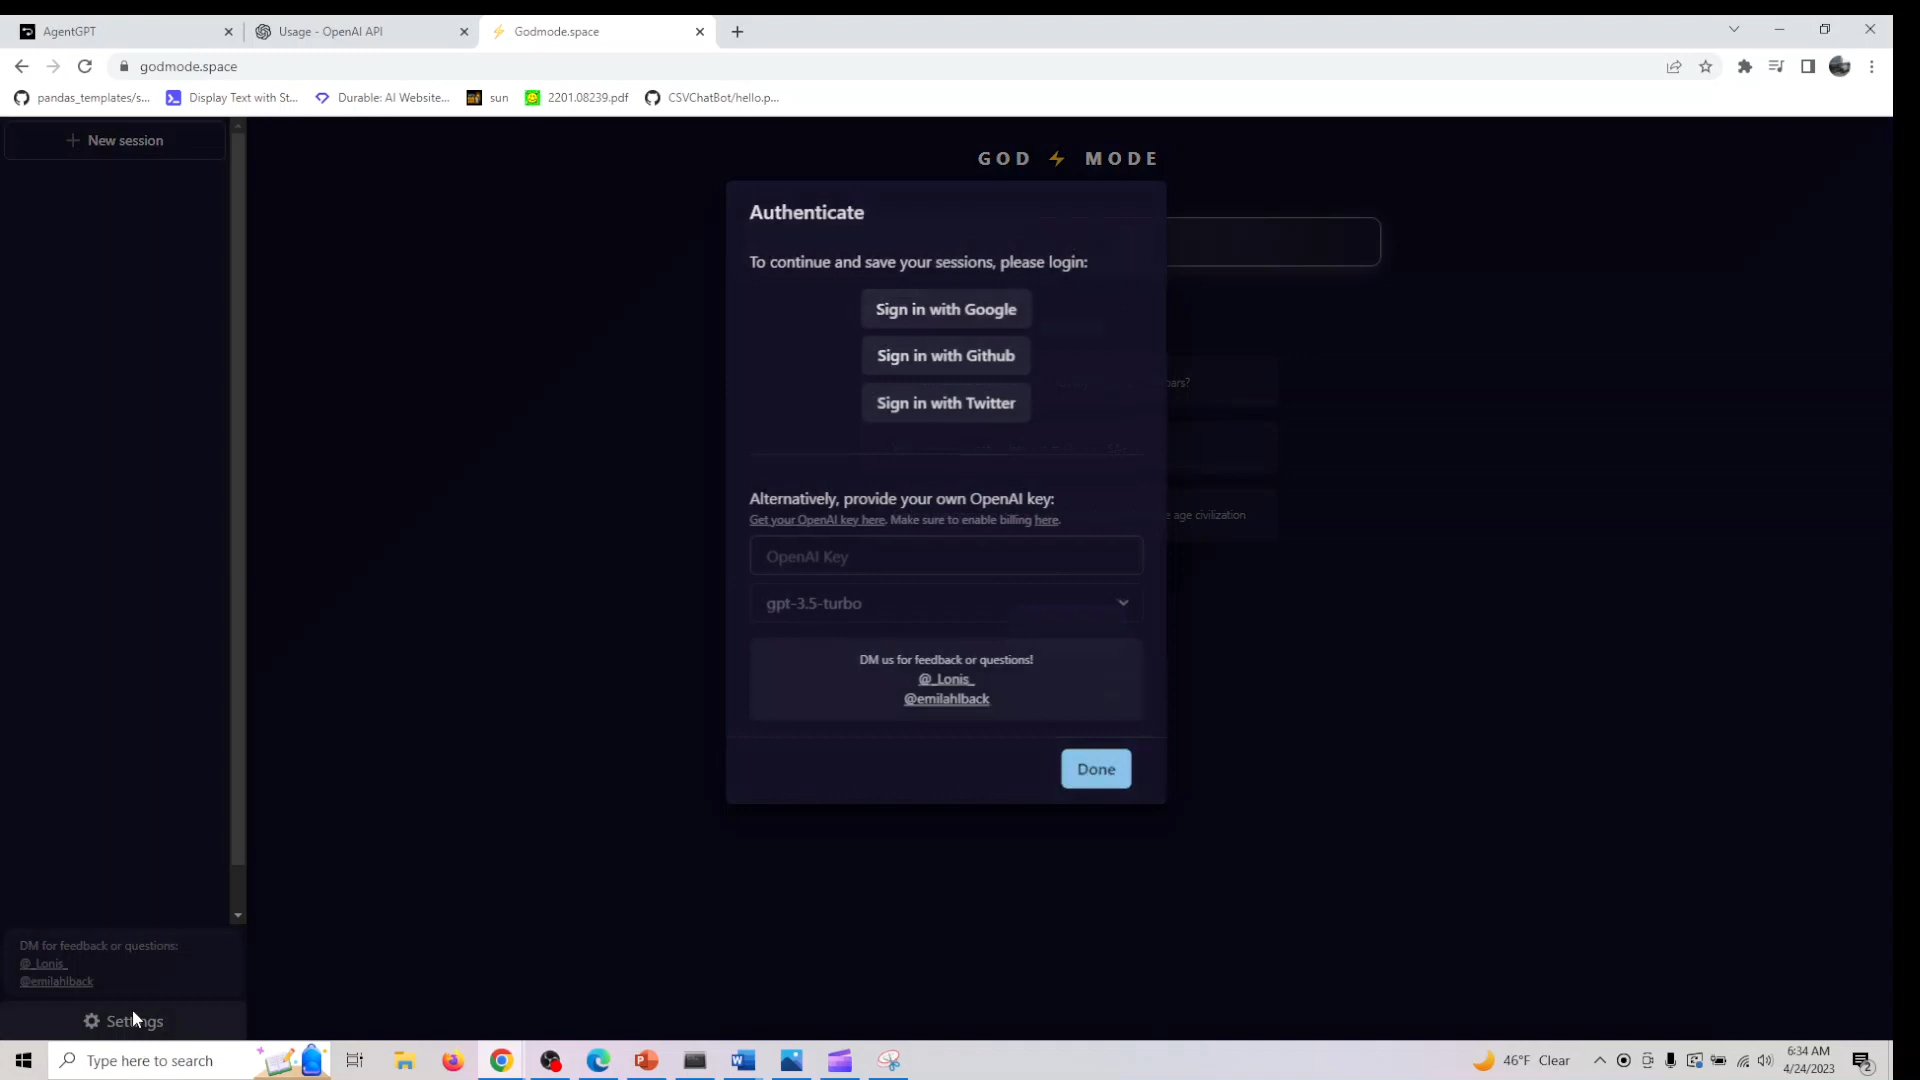 AgentGPT
Usage - OpenAI API
Godmode.space
godmode.space
pandas_templates/s...
Display Text with St...
Durable: AI Website...
sun
2201.08239.pdf
CSVChatBot/hello.p...
New session
GOD ⚡ MODE
Authenticate
To continue and save your sessions, please login:
Sign in with Google
Sign in with Github
Sign in with Twitter
Alternatively, provide your own OpenAI key:
Get your OpenAI key here. Make sure to enable billing here.
OpenAI Key
gpt-3.5-turbo
DM us for feedback or questions!
@_Lonis_
@emilahlback
Done
age civilization
DM for feedback or questions:
@_Lonis_
@emilahlback
Settings
Type here to search
46°F Clear
6:34 AM
4/24/2023
2